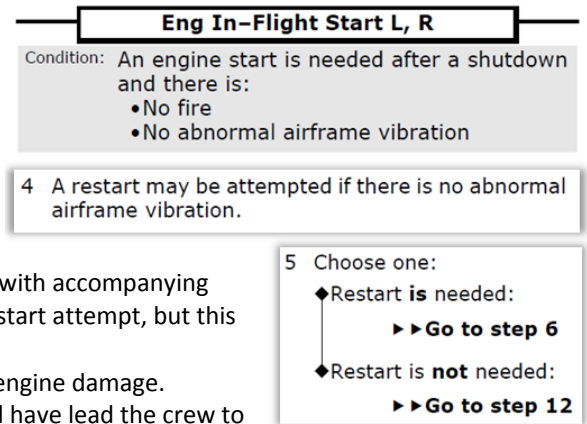 Eng In–Flight Start L, R
Condition: An engine start is needed after a shutdown
and there is:
•No fire
•No abnormal airframe vibration
4 A restart may be attempted if there is no abnormal
airframe vibration.
with accompanying
start attempt, but this
engine damage.
have lead the crew to
5 Choose one:
◆Restart is needed:
▶▶Go to step 6
◆Restart is not needed:
▶▶Go to step 12